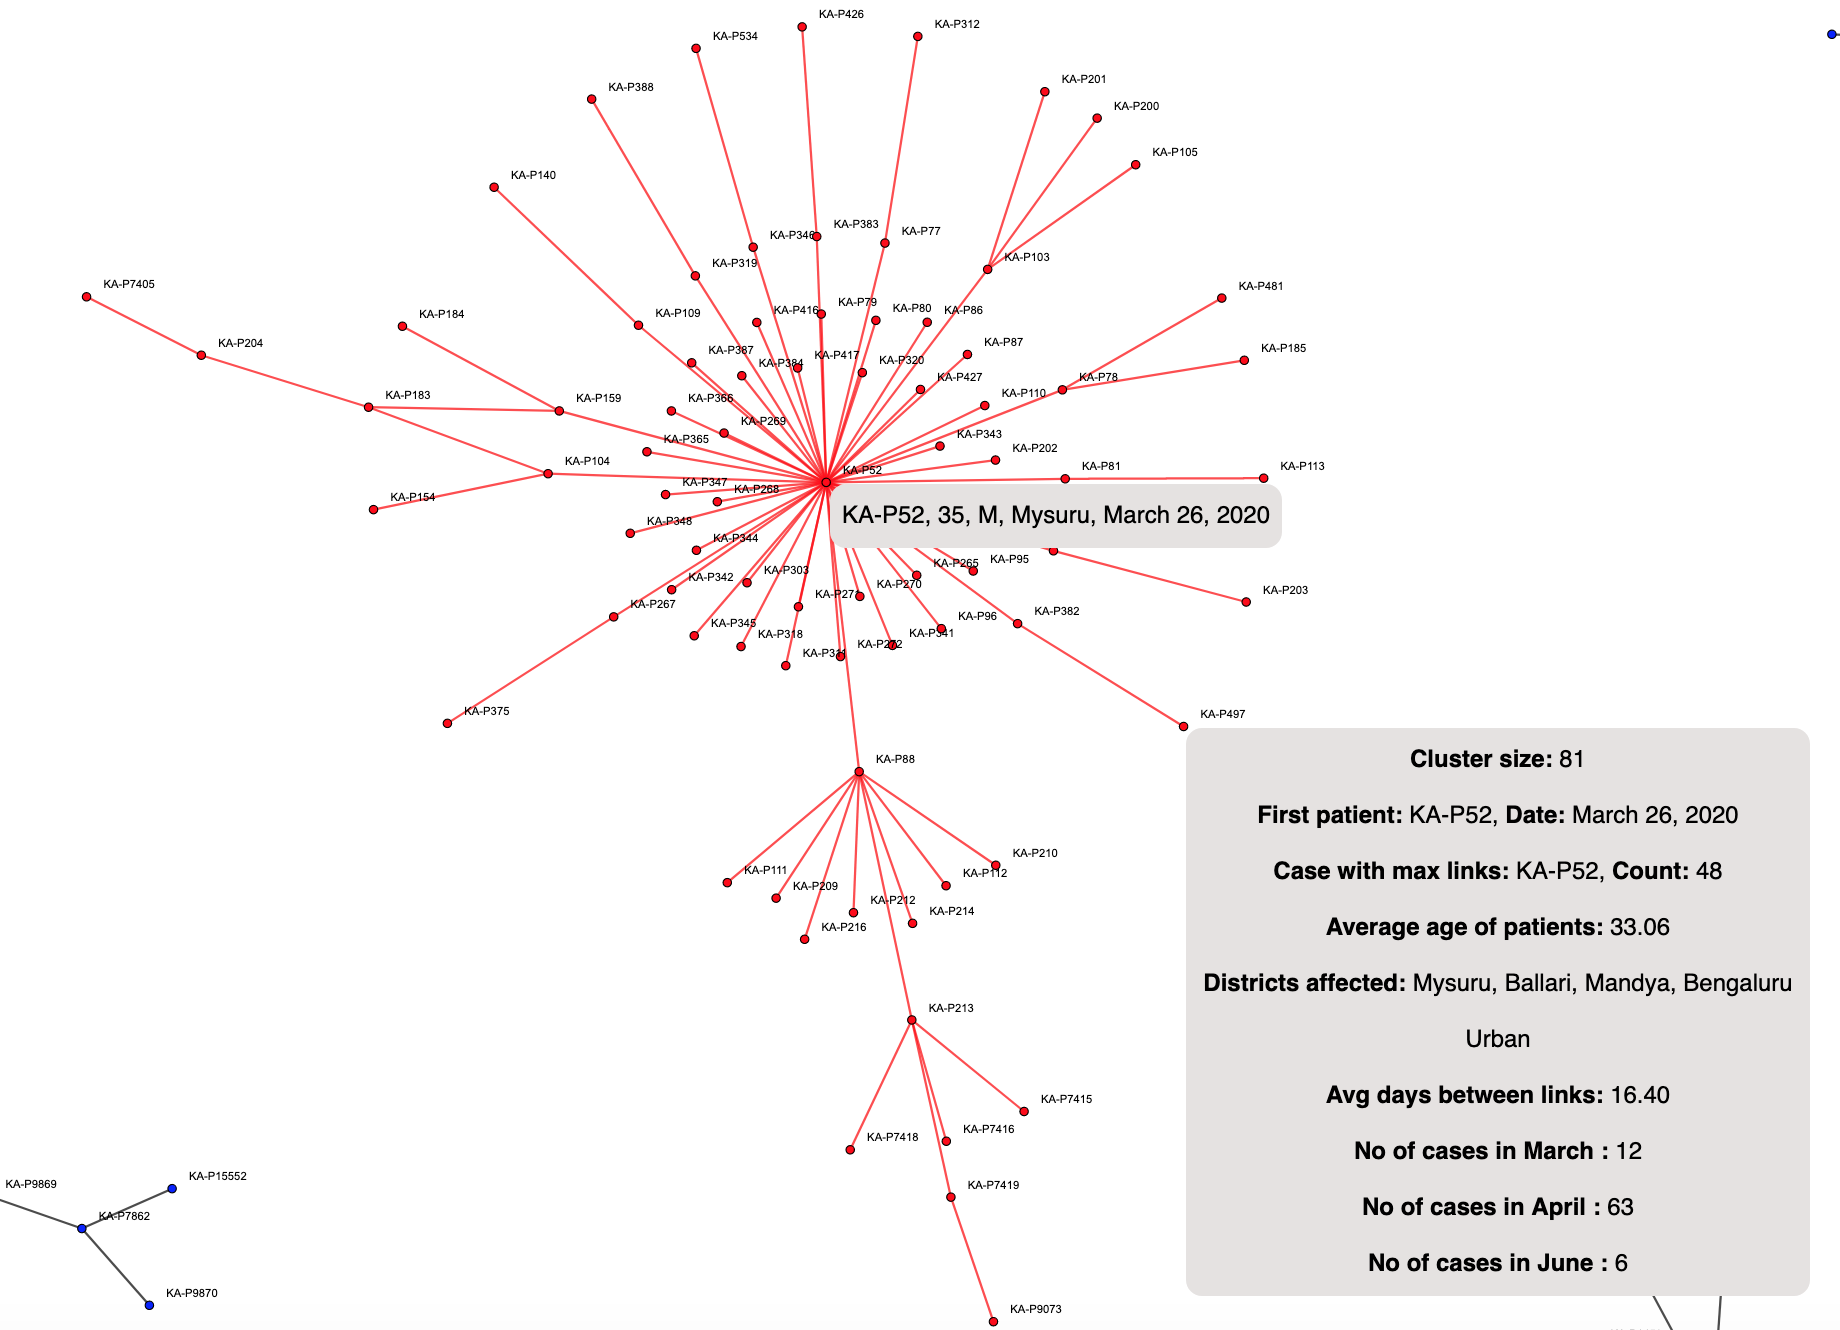 KA-P426
KA-P312
KA-P534
KA-P201
KA-P388
KA-P200
KA-P105
KA-P140
KA-P383
KA-P77
KA-P346
KA-P103
KA-P319
KA-P7405
KA-P481
KA-P79
KA-P80
KA-P86
KA-P416
KA-P109
KA-P184
KA-P204
KA-P87
KA-P185
KA-P387
KA-P417
KA-P384
KA-P320
KA-P427
KA-P78
KA-P110
KA-P183
KA-P159
KA-P366
KA-P269
KA-P343
KA-P365
KA-P202
KA-P104
KA-P52
KA-P81
KA-P113
KA-P347
KA-P268
KA-P154
KA-P52, 35, M, Mysuru, March 26, 2020
KA-P348
KA-P344
KA-P95
KA-P265
KA-P303
KA-P342
KA-P270
KA-P203
KA-P271
KA-P267
KA-P382
KA-P96
KA-P345
KA-P318
KA-P341
KA-P272
KA-P375
KA-P497
KA-P88
Cluster size: 81
First patient: KA-P52, Date: March 26, 2020
Case with max links: KA-P52, Count: 48
Average age of patients: 33.06
Districts affected: Mysuru, Ballari, Mandya, Bengaluru
Urban
Avg days between links: 16.40
No of cases in March : 12
No of cases in April : 63
No of cases in June : 6
KA-P210
KA-P111
KA-P112
KA-P209
KA-P212
KA-P214
KA-P216
KA-P213
KA-P7415
KA-P7416
KA-P7418
KA-P7419
KA-P9073
KA-P15552
KA-P9869
KA-P7862
KA-P9870